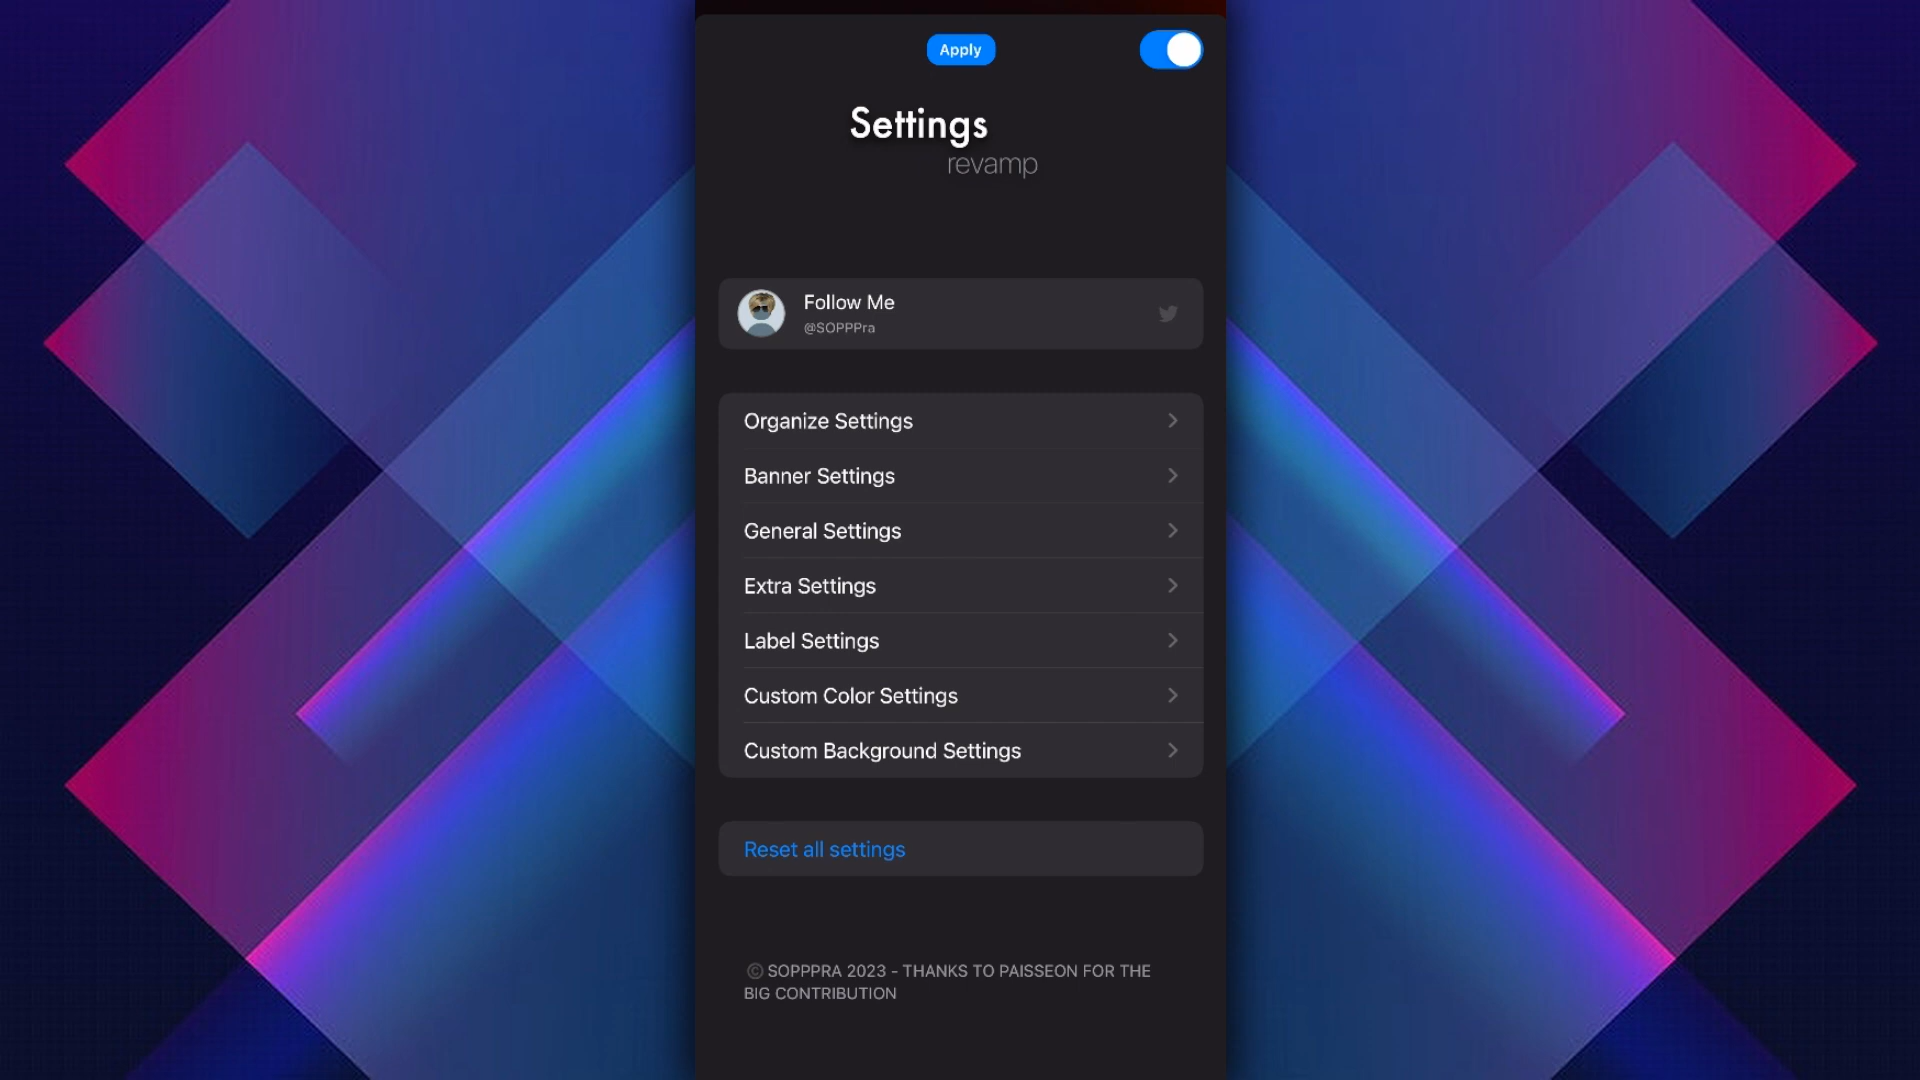 Apply
Settings
revamp
Follow Me
@SOPPPra
Organize Settings
Banner Settings
General Settings
Extra Settings
Label Settings
Custom Color Settings
Custom Background Settings
Reset all settings
© SOPPPRA 2023 - THANKS TO PAISSEON FOR THE
BIG CONTRIBUTION